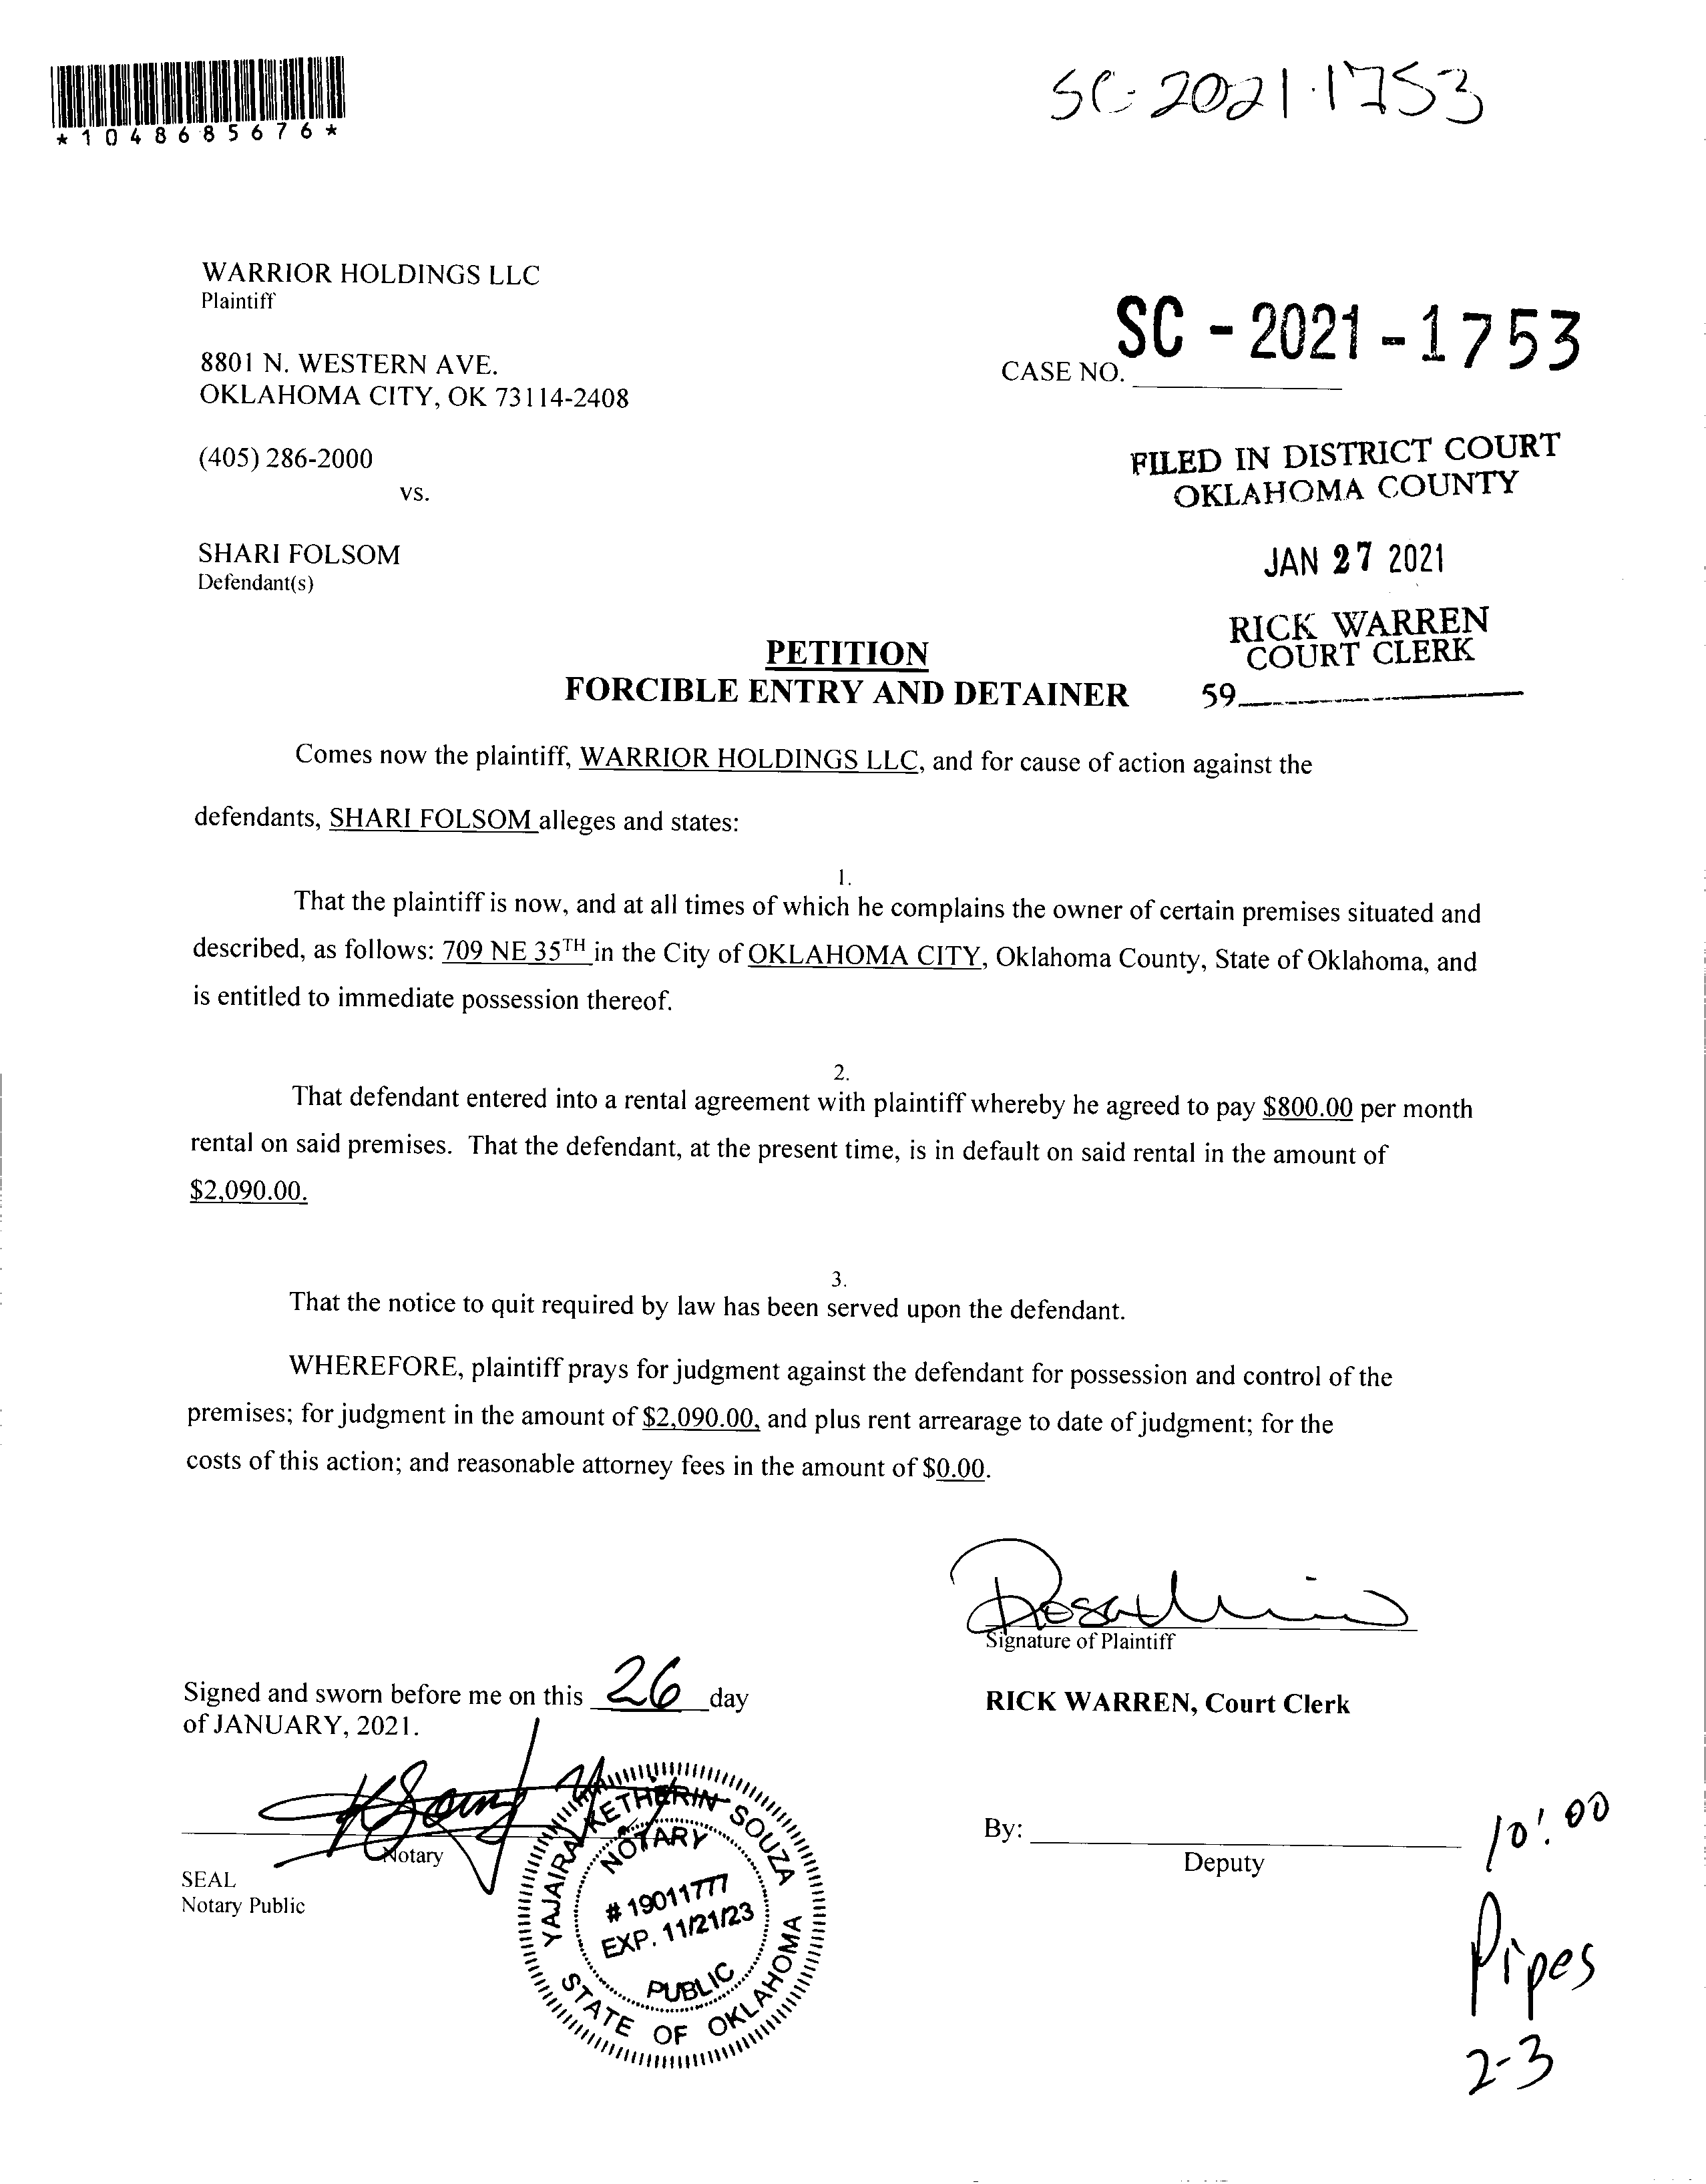 SC-2021-1753
*1048685676*
WARRIOR HOLDINGS LLC
Plaintiff
8801 N. WESTERN AVE.
OKLAHOMA CITY, OK 73114-2408
SC-2021-1753
CASE NO.
(405) 286-2000
vs.
FILED IN DISTRICT COURT
OKLAHOMA COUNTY
SHARI FOLSOM
Defendant(s)
JAN 27 2021
RICK WARREN
COURT CLERK
59
PETITION
FORCIBLE ENTRY AND DETAINER
Comes now the plaintiff, WARRIOR HOLDINGS LLC, and for cause of action against the
defendants, SHARI FOLSOM alleges and states:
1.
That the plaintiff is now, and at all times of which he complains the owner of certain premises situated and
described, as follows: 709 NE 35TH in the City of OKLAHOMA CITY, Oklahoma County, State of Oklahoma, and
is entitled to immediate possession thereof.
2.
That defendant entered into a rental agreement with plaintiff whereby he agreed to pay $800.00 per month
rental on said premises. That the defendant, at the present time, is in default on said rental in the amount of
$2,090.00.
3.
That the notice to quit required by law has been served upon the defendant.
WHEREFORE, plaintiff prays for judgment against the defendant for possession and control of the
premises; for judgment in the amount of $2,090.00, and plus rent arrearage to date of judgment; for the
costs of this action; and reasonable attorney fees in the amount of $0.00.
Signature of Plaintiff
Signed and sworn before me on this 26 day
of JANUARY, 2021.
RICK WARREN, Court Clerk
Notary
SEAL
Notary Public
YAJAIRA KETHERIN SOUZA
NOTARY
# 19011777
EXP. 11/21/23
PUBLIC
STATE OF OKLAHOMA
By:
Deputy
10:00
Pipes
2-3